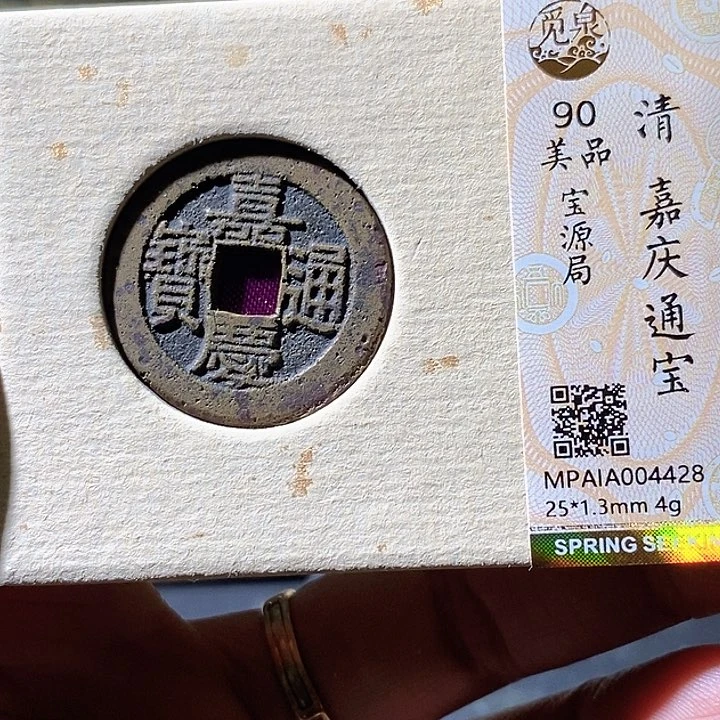 嘉慶通寶
觅泉
90
美品
宝源局
清 嘉庆通宝
MPAIA004428
25*1.3mm 4g
SPRING SEEKIN